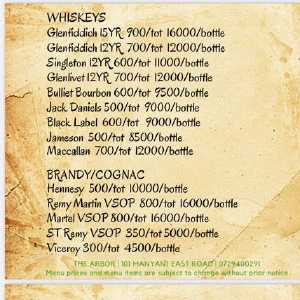 WHISKEYS
Glenfiddich 15YR 900/tot 16000/bottle
Glenfiddich 12YR 700/tot 12000/bottle
Singleton 12YR 600/tot 11000/bottle
Glenlivet 12YR 700/tot 12000/bottle
Bulliet Bourbon 600/tot 9500/bottle
Jack Daniels 500/tot 9000/bottle
Black Label 600/tot 9000/bottle
Jameson 500/tot 8500/bottle
Maccallan 700/tot 12000/bottle
BRANDY/COGNAC
Hennesy 500/tot 10000/bottle
Remy Martin VSOP 800/tot 16000/bottle
Martel VSOP 800/tot 16000/bottle
ST Remy VSOP 350/tot 5000/bottle
Viceroy 300/tot 4500/bottle
THE ARBOR | 101 MANYANI EAST ROAD | 0729400291
Menu prices and menu items are subject to change without prior notice